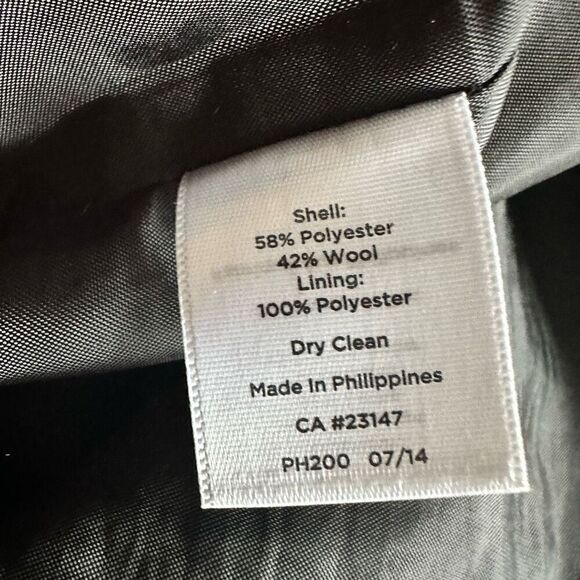 Shell:
58% Polyester
42% Wool
Lining:
100% Polyester
Dry Clean
Made In Philippines
CA #23147
PH200 07/14